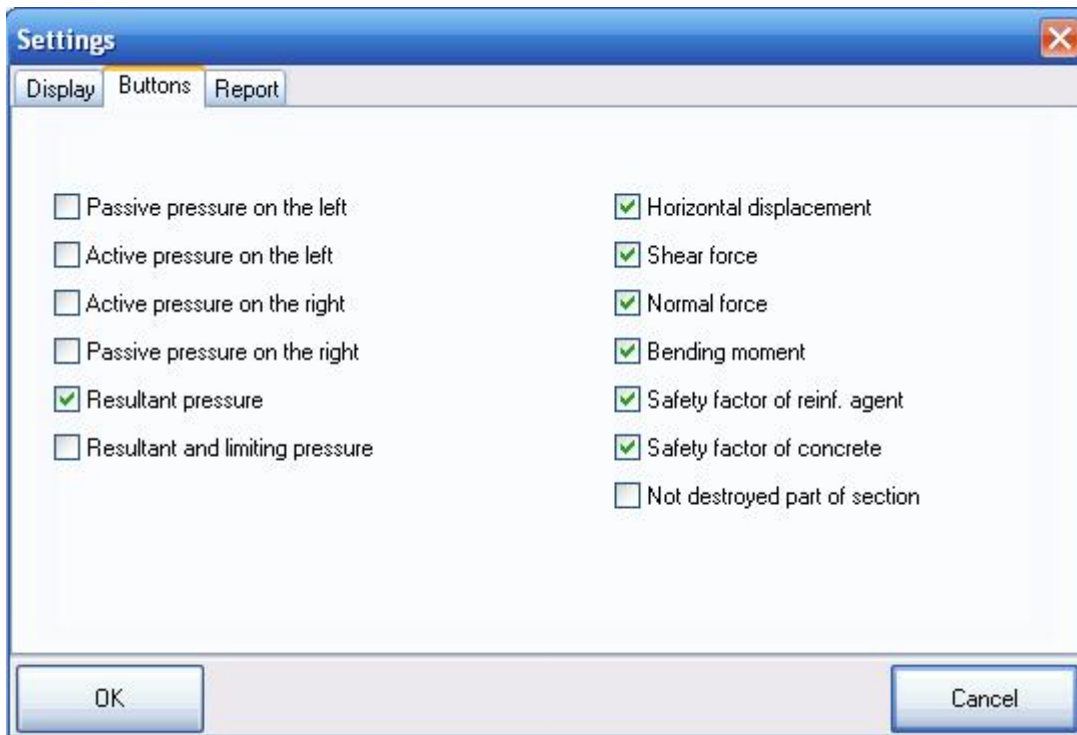 Settings
Display Buttons Report
Passive pressure on the left
Active pressure on the left
Active pressure on the right
Passive pressure on the right
Resultant pressure
Resultant and limiting pressure
Horizontal displacement
Shear force
Normal force
Bending moment
Safety factor of reinf. agent
Safety factor of concrete
Not destroyed part of section
OK
Cancel